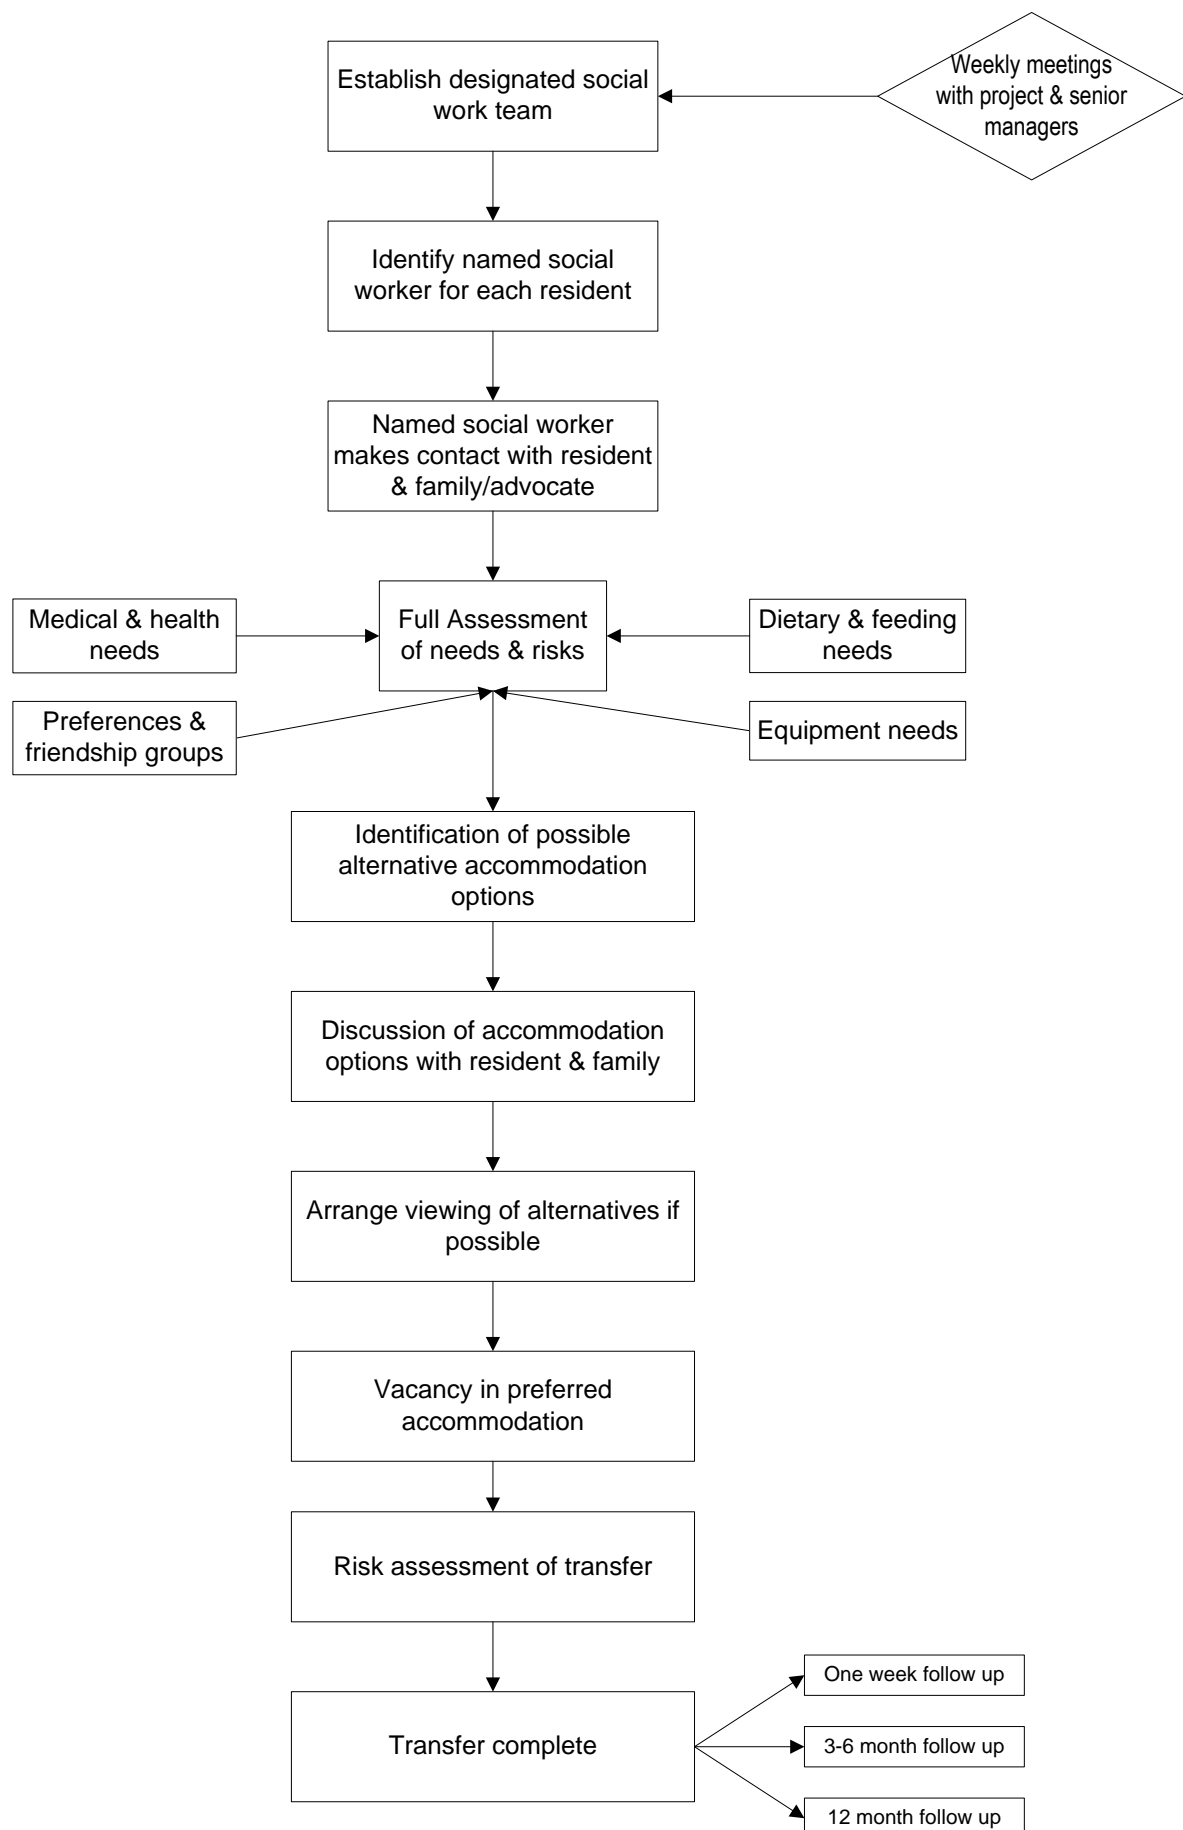 Establish designated social
work team
Weekly meetings
with project & senior
managers
Identify named social
worker for each resident
Named social worker
makes contact with resident
& family/advocate
Medical & health
needs
Full Assessment
of needs & risks
Dietary & feeding
needs
Preferences &
friendship groups
Equipment needs
Identification of possible
alternative accommodation
options
Discussion of accommodation
options with resident & family
Arrange viewing of alternatives if
possible
Vacancy in preferred
accommodation
Risk assessment of transfer
Transfer complete
One week follow up
3-6 month follow up
12 month follow up